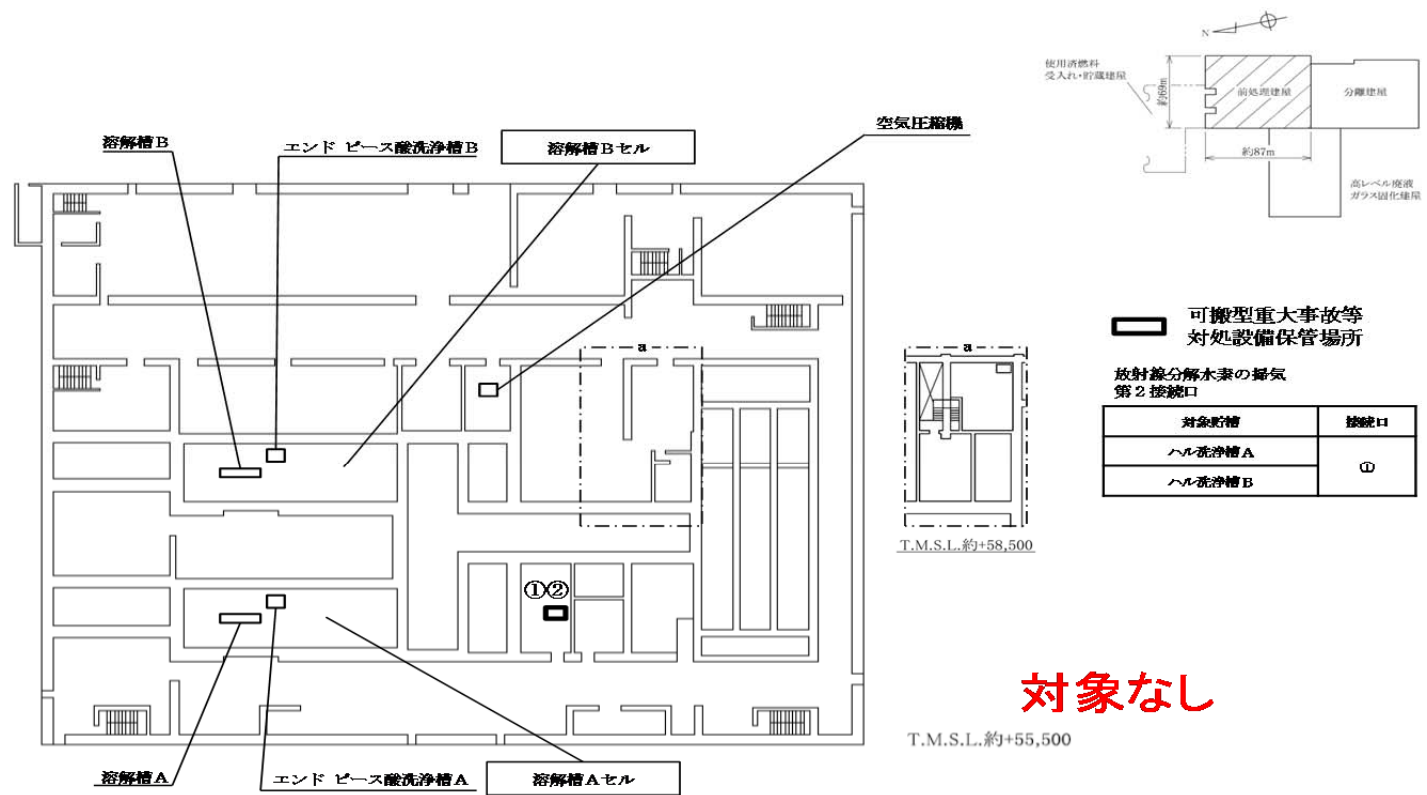 N
使用済燃料
受入れ・貯蔵建屋
約69m
前処理建屋
分離建屋
約87m
高レベル廃液
ガラス固化建屋
溶解槽B
エンド ピース酸洗浄槽B
溶解槽Bセル
空気圧縮機
a
a
可搬型重大事故等
対処設備保管場所
放射線分解水素の掃気
第2接続口
対象貯槽 接続口
ハル洗浄槽A
①
ハル洗浄槽B
T.M.S.L.約+58,500
①②
対象なし
T.M.S.L.約+55,500
溶解槽A
エンド ピース酸洗浄槽A
溶解槽Aセル